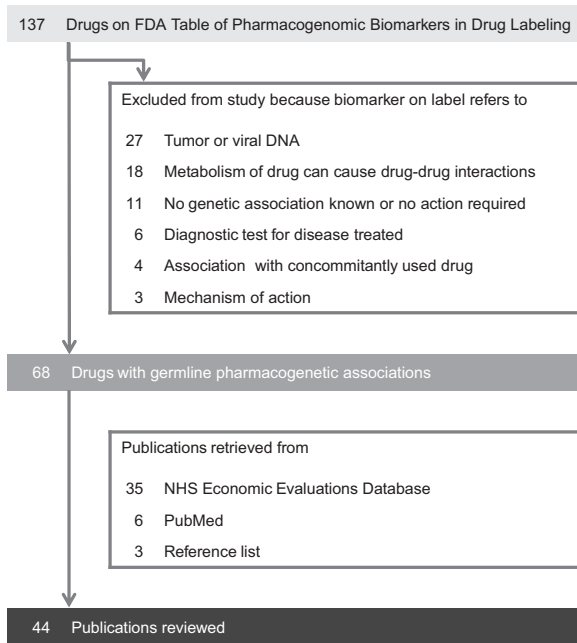 137 Drugs on FDA Table of Pharmacogenomic Biomarkers in Drug Labeling
Excluded from study because biomarker on label refers to
27 Tumor or viral DNA
18 Metabolism of drug can cause drug-drug interactions
11 No genetic association known or no action required
6 Diagnostic test for disease treated
4 Association with concommitantly used drug
3 Mechanism of action
68 Drugs with germline pharmacogenetic associations
Publications retrieved from
35 NHS Economic Evaluations Database
6 PubMed
3 Reference list
44 Publications reviewed